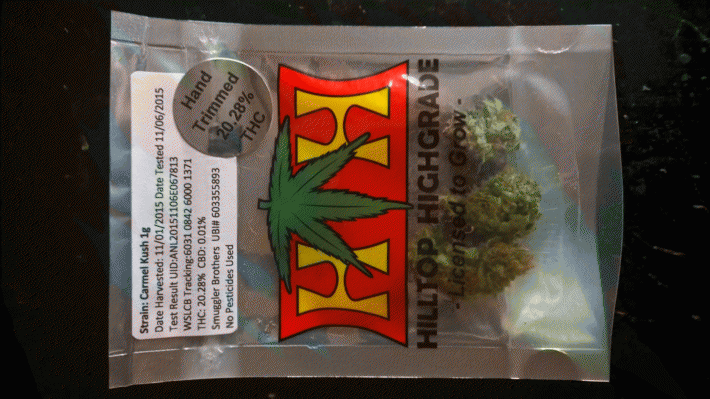 Strain: Carmel Kush 1g
Date Harvested: 11/01/2015 Date Tested 11/06/2015
Test Result UID:ANL20151106E067813
WSLCB Tracking:6031 0842 6000 1371
THC: 20.28% CBD: 0.01%
Smuggler Brothers UBI# 603355893
No Pesticides Used
Hand
Trimmed
20.28%
THC
HH
HILLTOP HIGHGRADE
- Licensed to Grow -